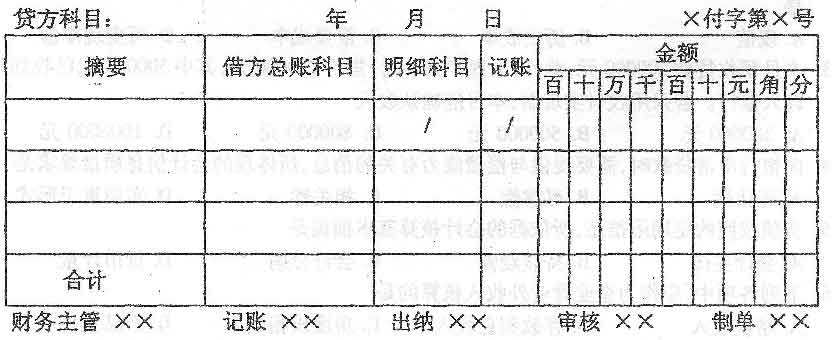 贷方科目： 年 月 日 ×付字第×号
摘要 借方总账科目 明细科目 记账 金额
百 十 万 千 百 十 元 角 分
/ /
合计
财务主管 记账 ×× 出纳 ×× 审核 ×× 制单 ××